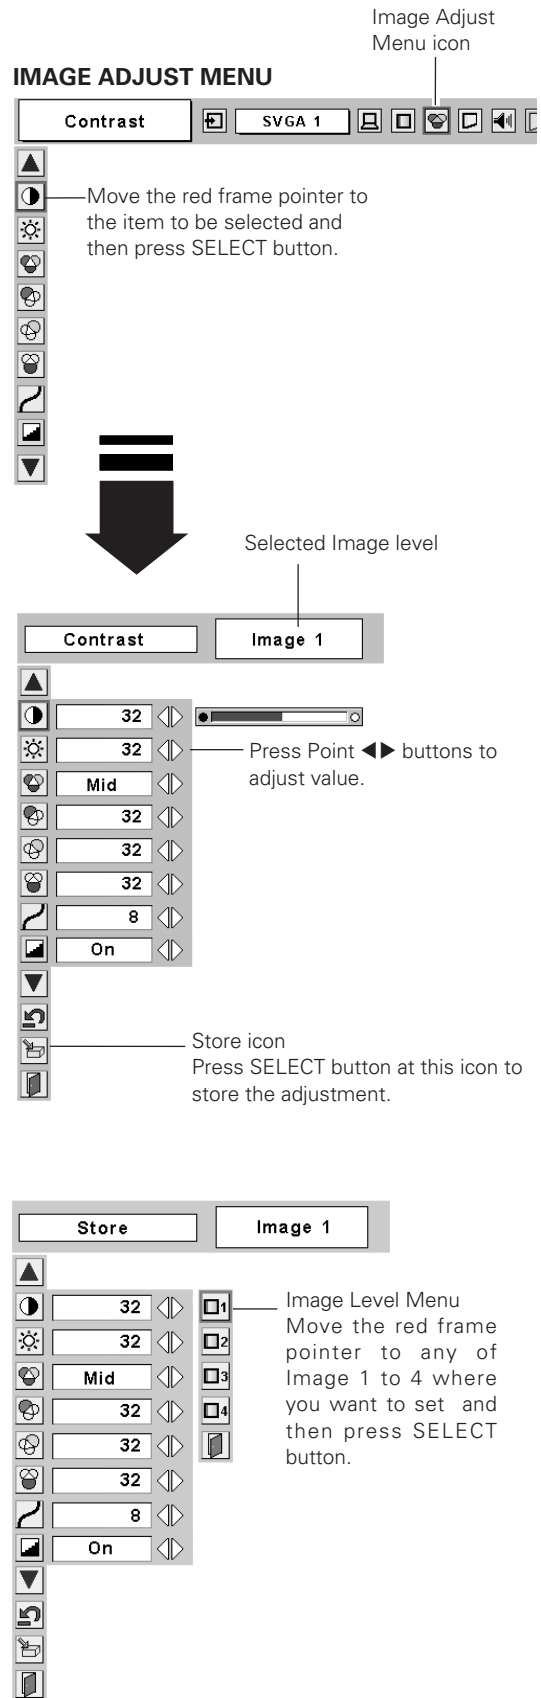 Image Adjust
Menu icon
IMAGE ADJUST MENU
Contrast
SVGA 1
Move the red frame pointer to
the item to be selected and
then press SELECT button.
Selected Image level
Contrast
Image 1
32
32
Press Point ◀▶ buttons to
adjust value.
Mid
32
32
32
8
On
Store icon
Press SELECT button at this icon to
store the adjustment.
Store
Image 1
32
1
Image Level Menu
Move the red frame
pointer to any of
Image 1 to 4 where
you want to set and
then press SELECT
button.
32
2
Mid
3
32
4
32
32
8
On